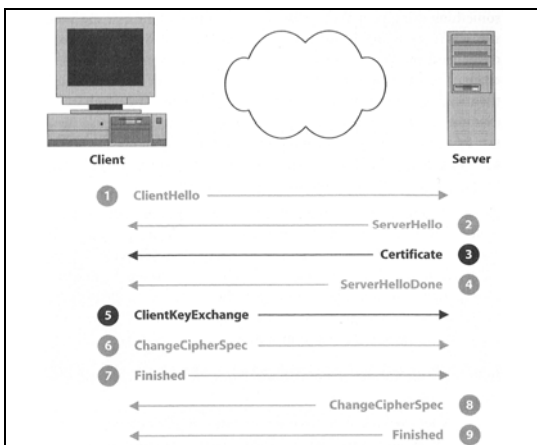 Client Server
1 ClientHello
ServerHello 2
Certificate 3
ServerHelloDone 4
5 ClientKeyExchange
6 ChangeCipherSpec
7 Finished
ChangeCipherSpec 8
Finished 9